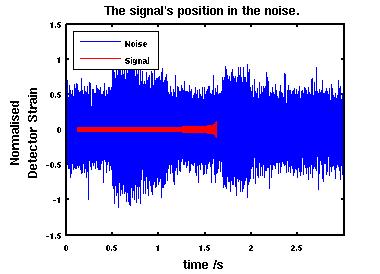 The signal's position in the noise.
1.5
Noise
Signal
1
0.5
0
-0.5
-1
-1.5
Normalised
Detector Strain
0 0.5 1 1.5 2 2.5
time /s